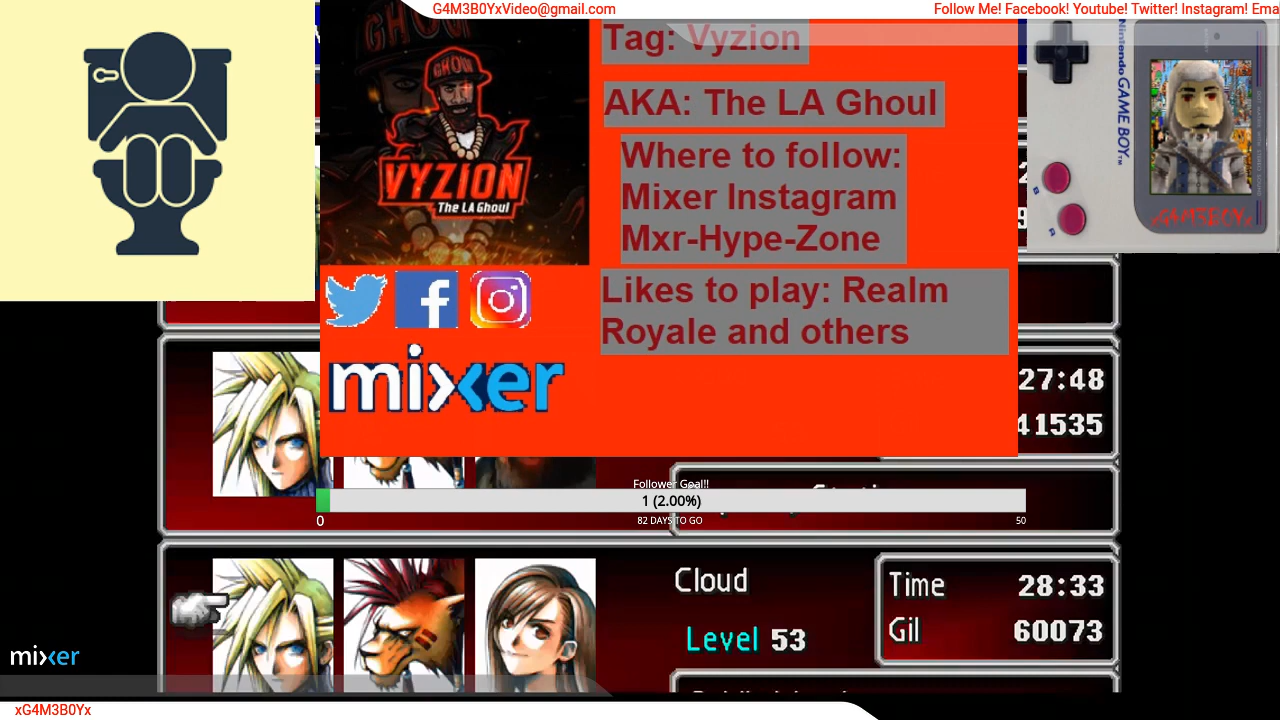 G4M3B0YxVideo@gmail.com
Follow Me! Facebook! Youtube! Twitter! Instagram! Ema
Tag: Vyzion
AKA: The LA Ghoul
Where to follow:
Mixer Instagram
Mxr-Hype-Zone
Likes to play: Realm
Royale and others
GHOUL
VYZION
The LA Ghoul
mixer
Nintendo GAME BOY™
G4M3BOY
27:48
41535
Follower Goal!!
1 (2.00%)
0
82 DAYS TO GO
50
Cloud
Level 53
Time 28:33
Gil 60073
mixer
xG4M3B0Yx